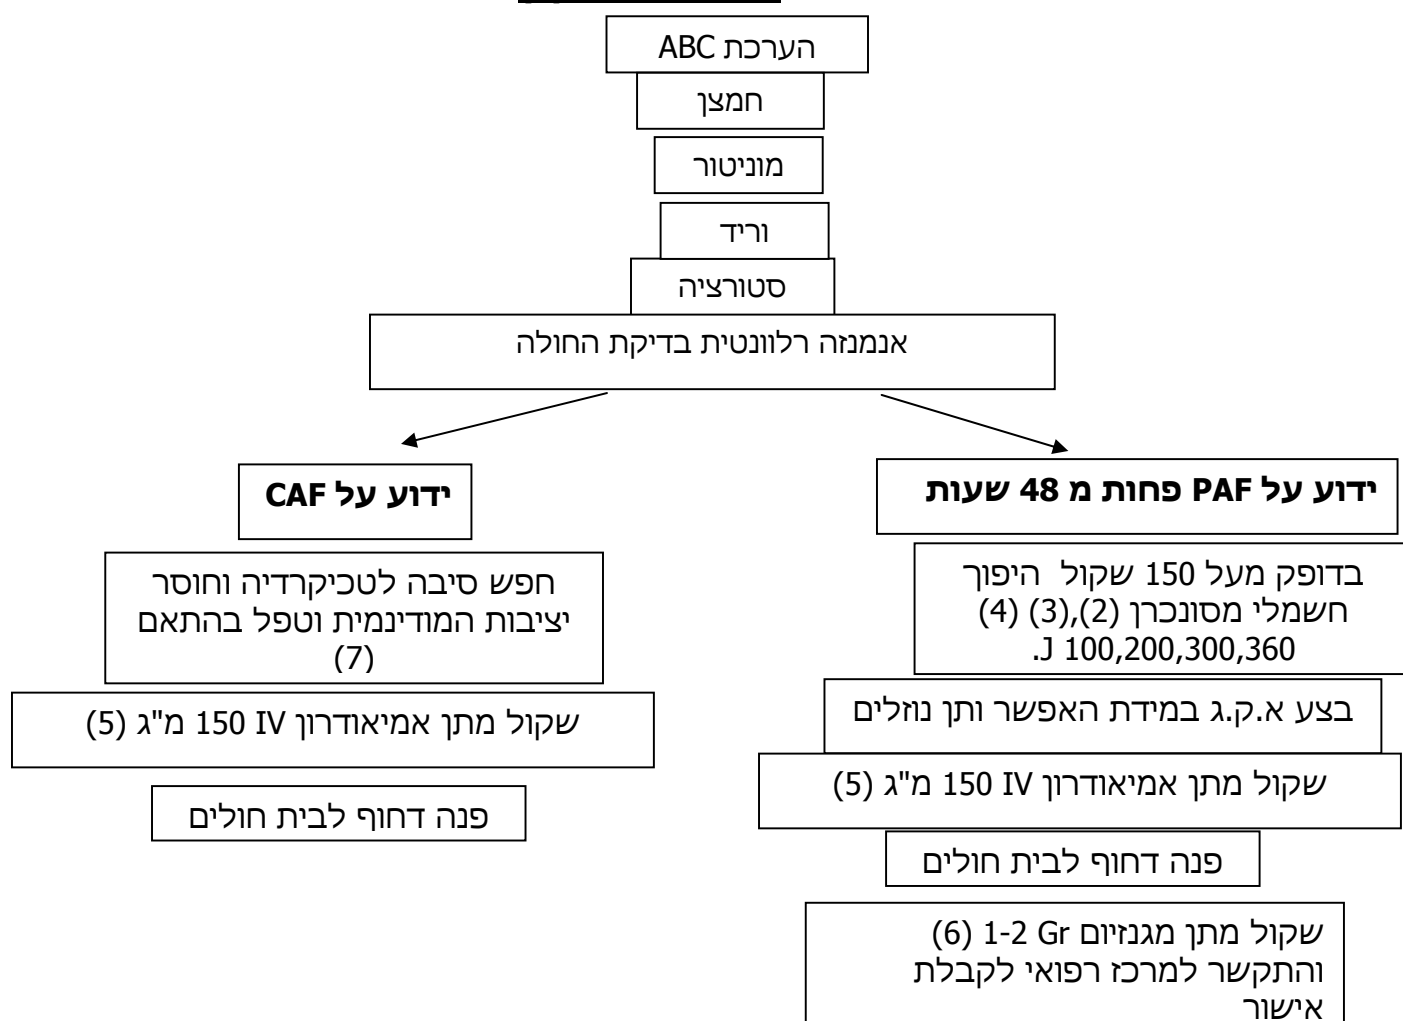 הערכת ABC
חמצן
מוניטור
וריד
סטורציה
אנמנזה רלוונטית בדיקת החולה
ידוע על PAF פחות מ 48 שעות
בדופק מעל 150 שקול היפוך
חשמלי מסונכרן (2),(3) (4)
100,200,300,360 J.
בצע א.ק.ג במידת האפשר ותן נוזלים
שקול מתן אמיאודרון IV 150 מ"ג (5)
פנה דחוף לבית חולים
שקול מתן מגנזיום 1-2 Gr (6)
והתקשר למרכז רפואי לקבלת
אישור
ידוע על CAF
חפש סיבה לטכיקרדיה וחוסר
יציבות המודינמית וטפל בהתאם
(7)
שקול מתן אמיאודרון IV 150 מ"ג (5)
פנה דחוף לבית חולים